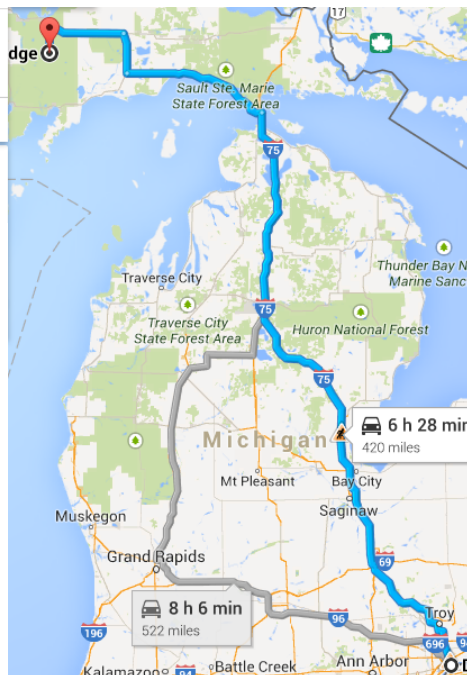 17
dge
Sault Ste. Marie
State Forest Area
75
Thunder Bay N
Marine Sanc
Traverse City
75
Traverse City
State Forest Area
Huron National Forest
75
6 h 28 min
420 miles
Michigan
Mt Pleasant
Bay City
Saginaw
Muskegon
Grand Rapids
69
8 h 6 min
522 miles
Troy
196
96
696
94
D
Kalamazoo
94
Battle Creek
Ann Arbor